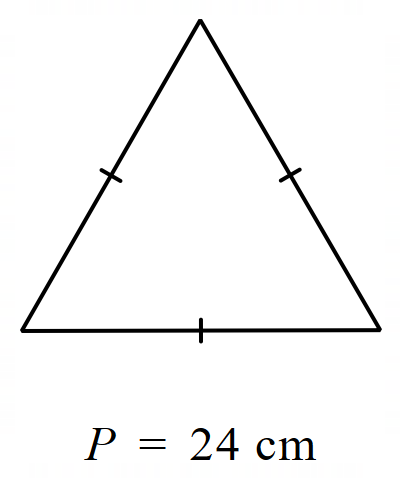 P = 24 cm